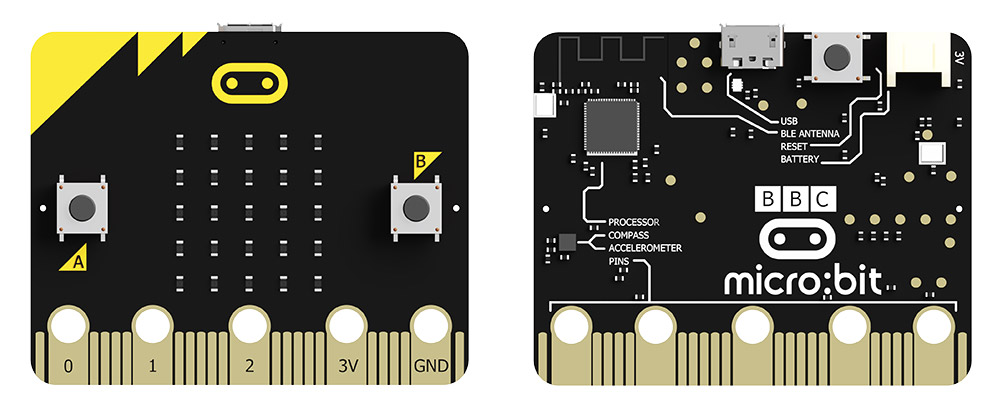 B
A
0 1 2 3V GND
3V
USB
BLE ANTENNA
RESET
BATTERY
BBC
PROCESSOR
COMPASS
ACCELEROMETER
PINS
micro:bit